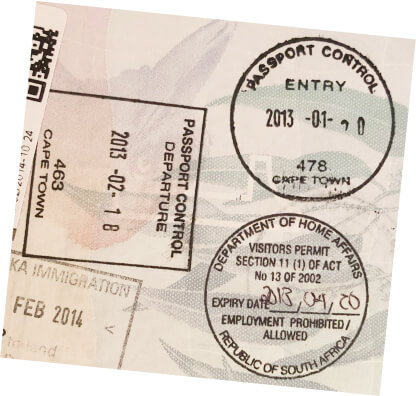 PASSPORT CONTROL
ENTRY
2013 -01- 20
478
CAPE TOWN
PASSPORT CONTROL
DEPARTURE
2013 -02- 18
463
CAPE TOWN
2014-10 24
DEPARTMENT OF HOME AFFAIRS
VISITORS PERMIT
SECTION 11 (1) OF ACT
No 13 OF 2002
EXPIRY DATE 2013, 04, 20
EMPLOYMENT PROHIBITED /
ALLOWED
REPUBLIC OF SOUTH AFRICA
KA IMMIGRATION
FEB 2014